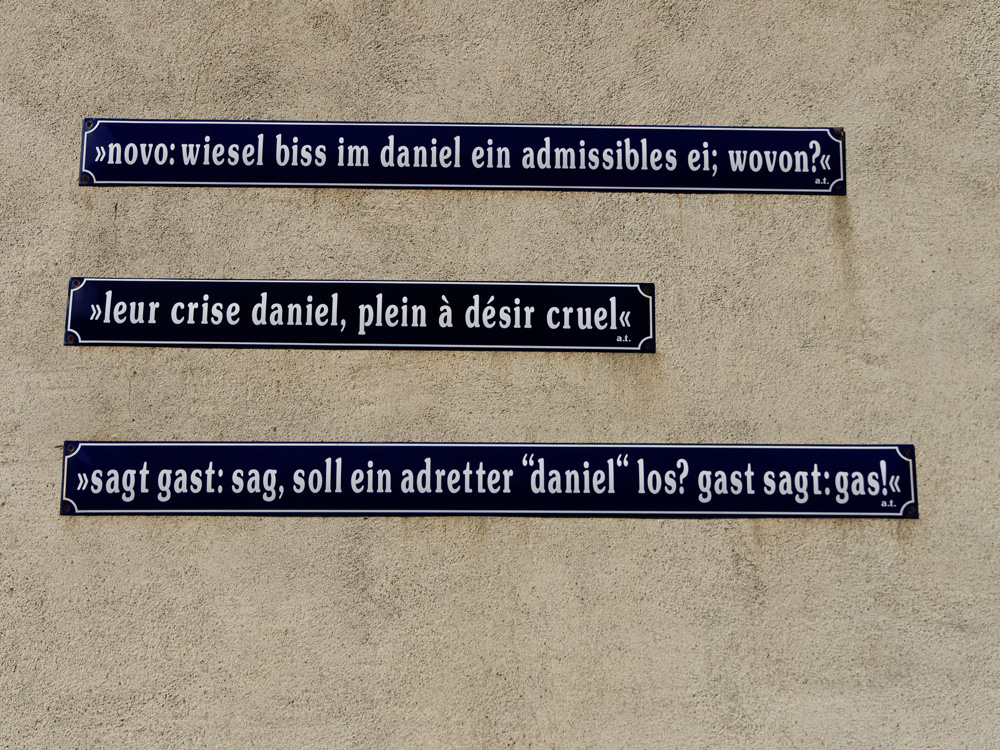 »novo: wiesel biss im daniel ein admissibles ei; wovon?«
a.t.
»leur crise daniel, plein à désir cruel«
a.t.
»sagt gast: sag, soll ein adretter “daniel“ los? gast sagt: gas!«
a.t.